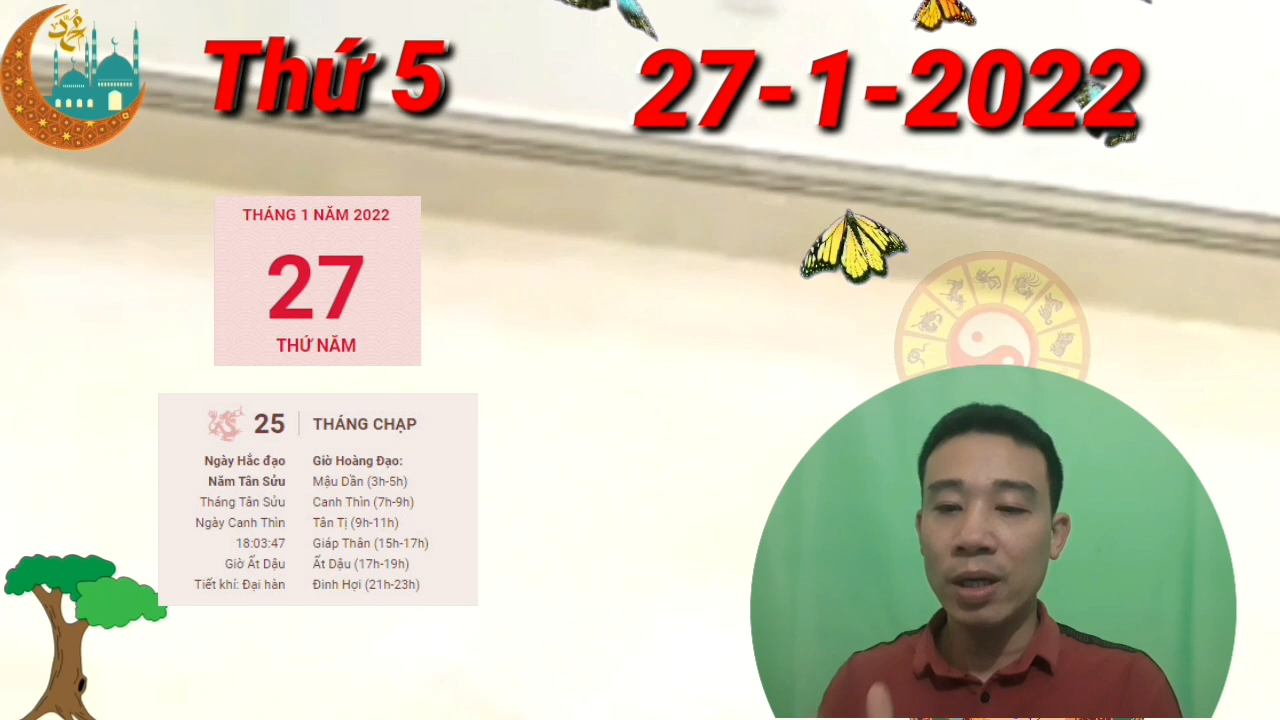 Thứ 5 27-1-2022
THÁNG 1 NĂM 2022
27
THỨ NĂM
25 THÁNG CHẠP
Ngày Hắc đạo Giờ Hoàng Đạo:
Năm Tân Sửu Mậu Dần (3h-5h)
Tháng Tân Sửu Canh Thìn (7h-9h)
Ngày Canh Thìn Tân Tị (9h-11h)
18:03:47 Giáp Thân (15h-17h)
Giờ Ất Dậu Ất Dậu (17h-19h)
Tiết khí: Đại hàn Đinh Hợi (21h-23h)